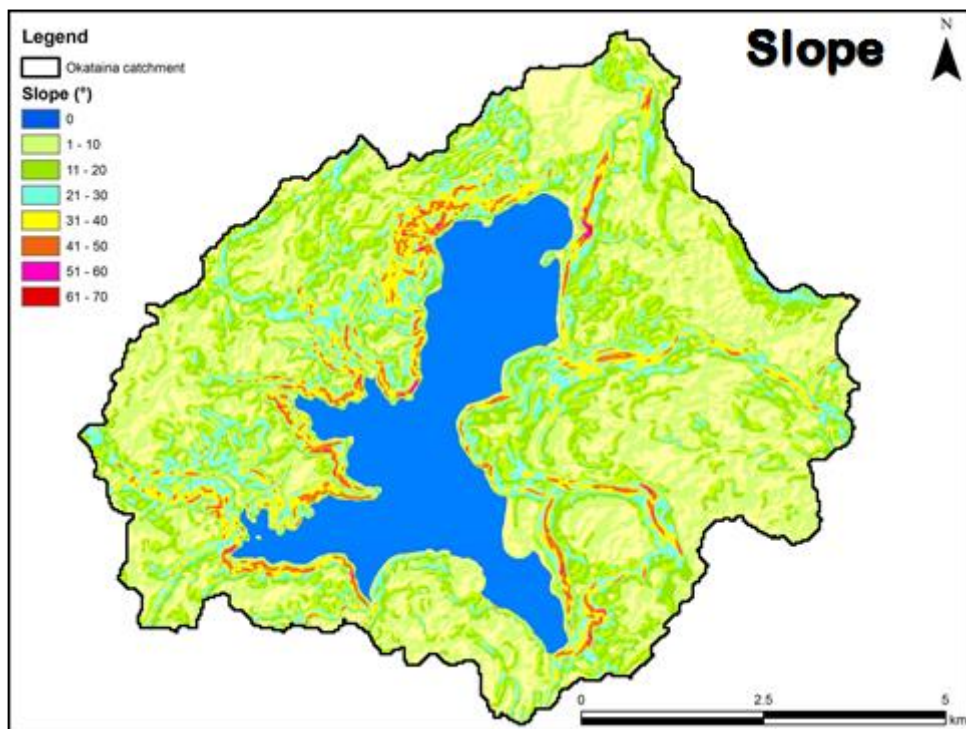 Legend
Okataina catchment
Slope (°)
0
1 - 10
11 - 20
21 - 30
31 - 40
41 - 50
51 - 60
61 - 70
Slope
N
0 2.5 5
km